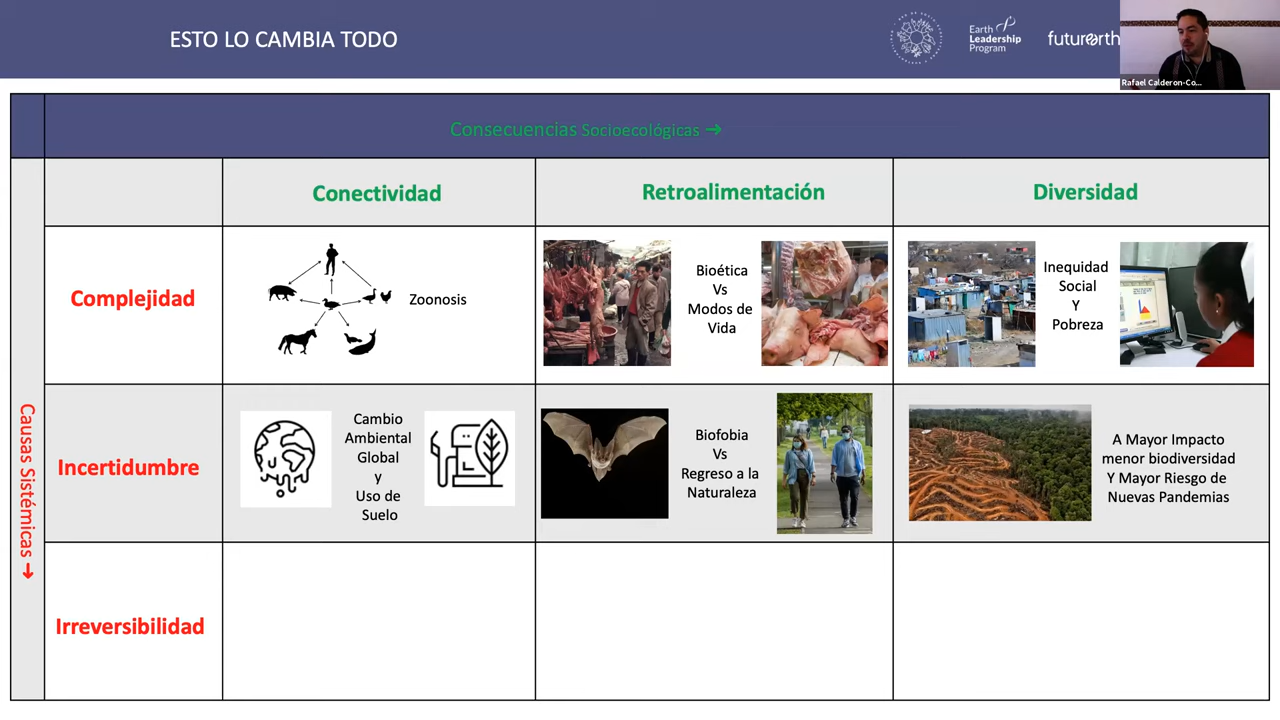 ESTO LO CAMBIA TODO
Earth
Leadership
Program
futurerth
Rafael Calderon-Co...
Consecuencias Socioecológicas ➔
Conectividad
Retroalimentación
Diversidad
Causas Sistémicas ➔
Complejidad
Zoonosis
Bioética
Vs
Modos de
Vida
Inequidad
Social
Y
Pobreza
Incertidumbre
Cambio
Ambiental
Global
y
Uso de
Suelo
Biofobia
Vs
Regreso a la
Naturaleza
A Mayor Impacto
menor biodiversidad
Y Mayor Riesgo de
Nuevas Pandemias
Irreversibilidad